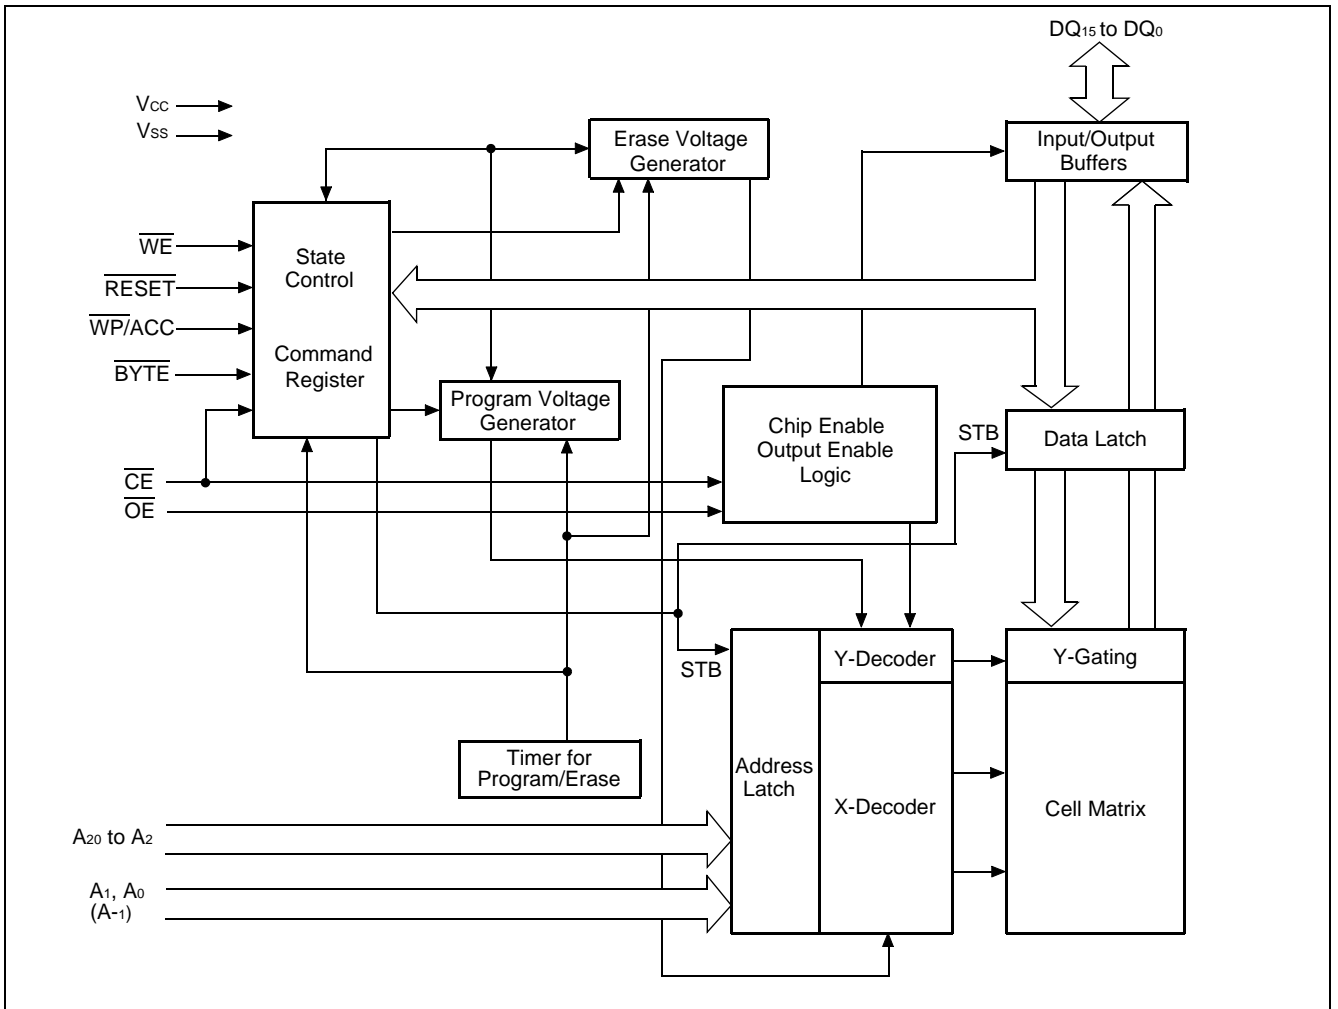 DQ15 to DQ0
VCC
VSS
Erase Voltage
Generator
Input/Output
Buffers
WE
RESET
WP/ACC
BYTE
State
Control
Command
Register
Program Voltage
Generator
Chip Enable
Output Enable
Logic
STB
Data Latch
CE
OE
STB
Y-Decoder
Y-Gating
Timer for
Program/Erase
Address
Latch
X-Decoder
Cell Matrix
A20 to A2
A1, A0
(A-1)